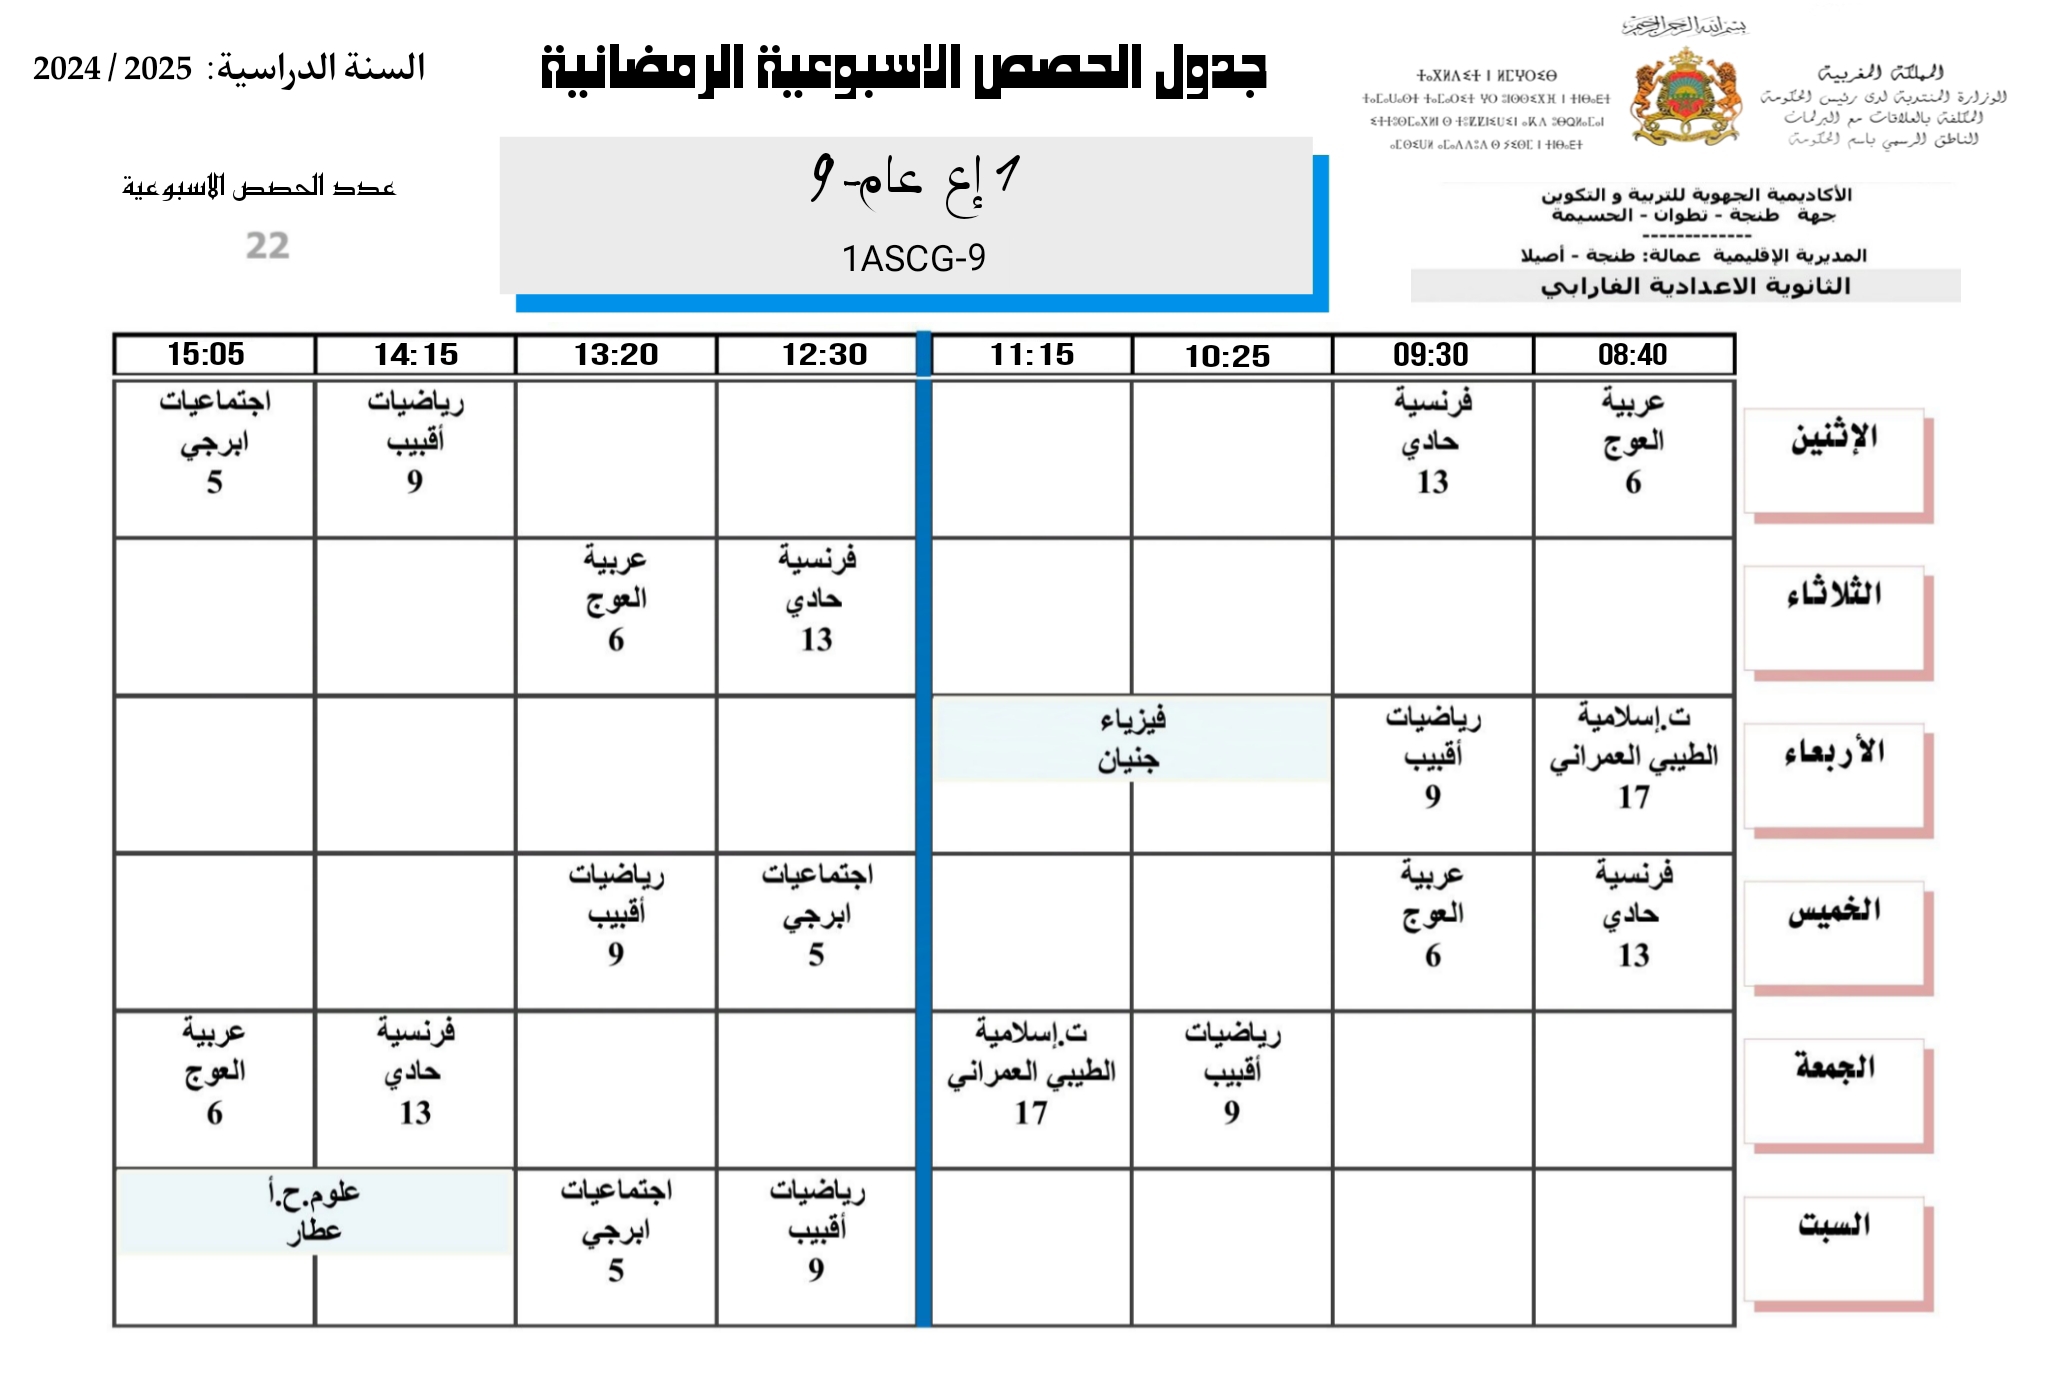 المملكة المغربية
الوزارة المنتدبة لدى رئيس الحكومة
المكلفة بالعلاقات مع البرلمان
الناطق الرسمي باسم الحكومة
ⵜⴰⴳⵍⴷⵉⵜ ⵏ ⵍⵎⵖⵔⵉⴱ
بسم الله الرحمن الرحيم
الأكاديمية الجهوية للتربية و التكوين
جهة طنجة - تطوان - الحسيمة
-------------
المديرية الإقليمية عمالة: طنجة - أصيلا
الثانوية الاعدادية الفارابي
جدول الحصص الاسبوعية الرمضانية
1 إع عام-9
1ASCG-9
السنة الدراسية: 2025 / 2024
عدد الحصص الاسبوعية
22
08:40 09:30 10:25 11:15 12:30 13:20 14:15 15:05
الإثنين
عربية
العوج
6
فرنسية
حادي
13
رياضيات
أقبيب
9
اجتماعيات
ابرجي
5
الثلاثاء
فرنسية
حادي
13
عربية
العوج
6
الأربعاء
ت.إسلامية
الطيبي العمراني
17
رياضيات
أقبيب
9
فيزياء
جنيان
الخميس
فرنسية
حادي
13
عربية
العوج
6
اجتماعيات
ابرجي
5
رياضيات
أقبيب
9
الجمعة
رياضيات
أقبيب
9
ت.إسلامية
الطيبي العمراني
17
فرنسية
حادي
13
عربية
العوج
6
السبت
رياضيات
أقبيب
9
اجتماعيات
ابرجي
5
علوم.ح.أ
عطار